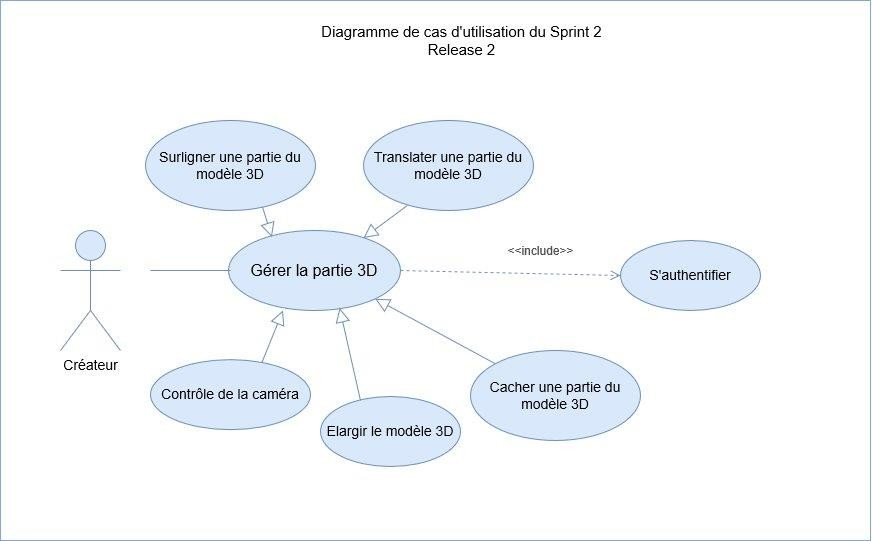 Diagramme de cas d'utilisation du Sprint 2
Release 2
Surligner une partie du
modèle 3D
Translater une partie du
modèle 3D
Gérer la partie 3D
<<include>>
S'authentifier
Créateur
Contrôle de la caméra
Elargir le modèle 3D
Cacher une partie du
modèle 3D